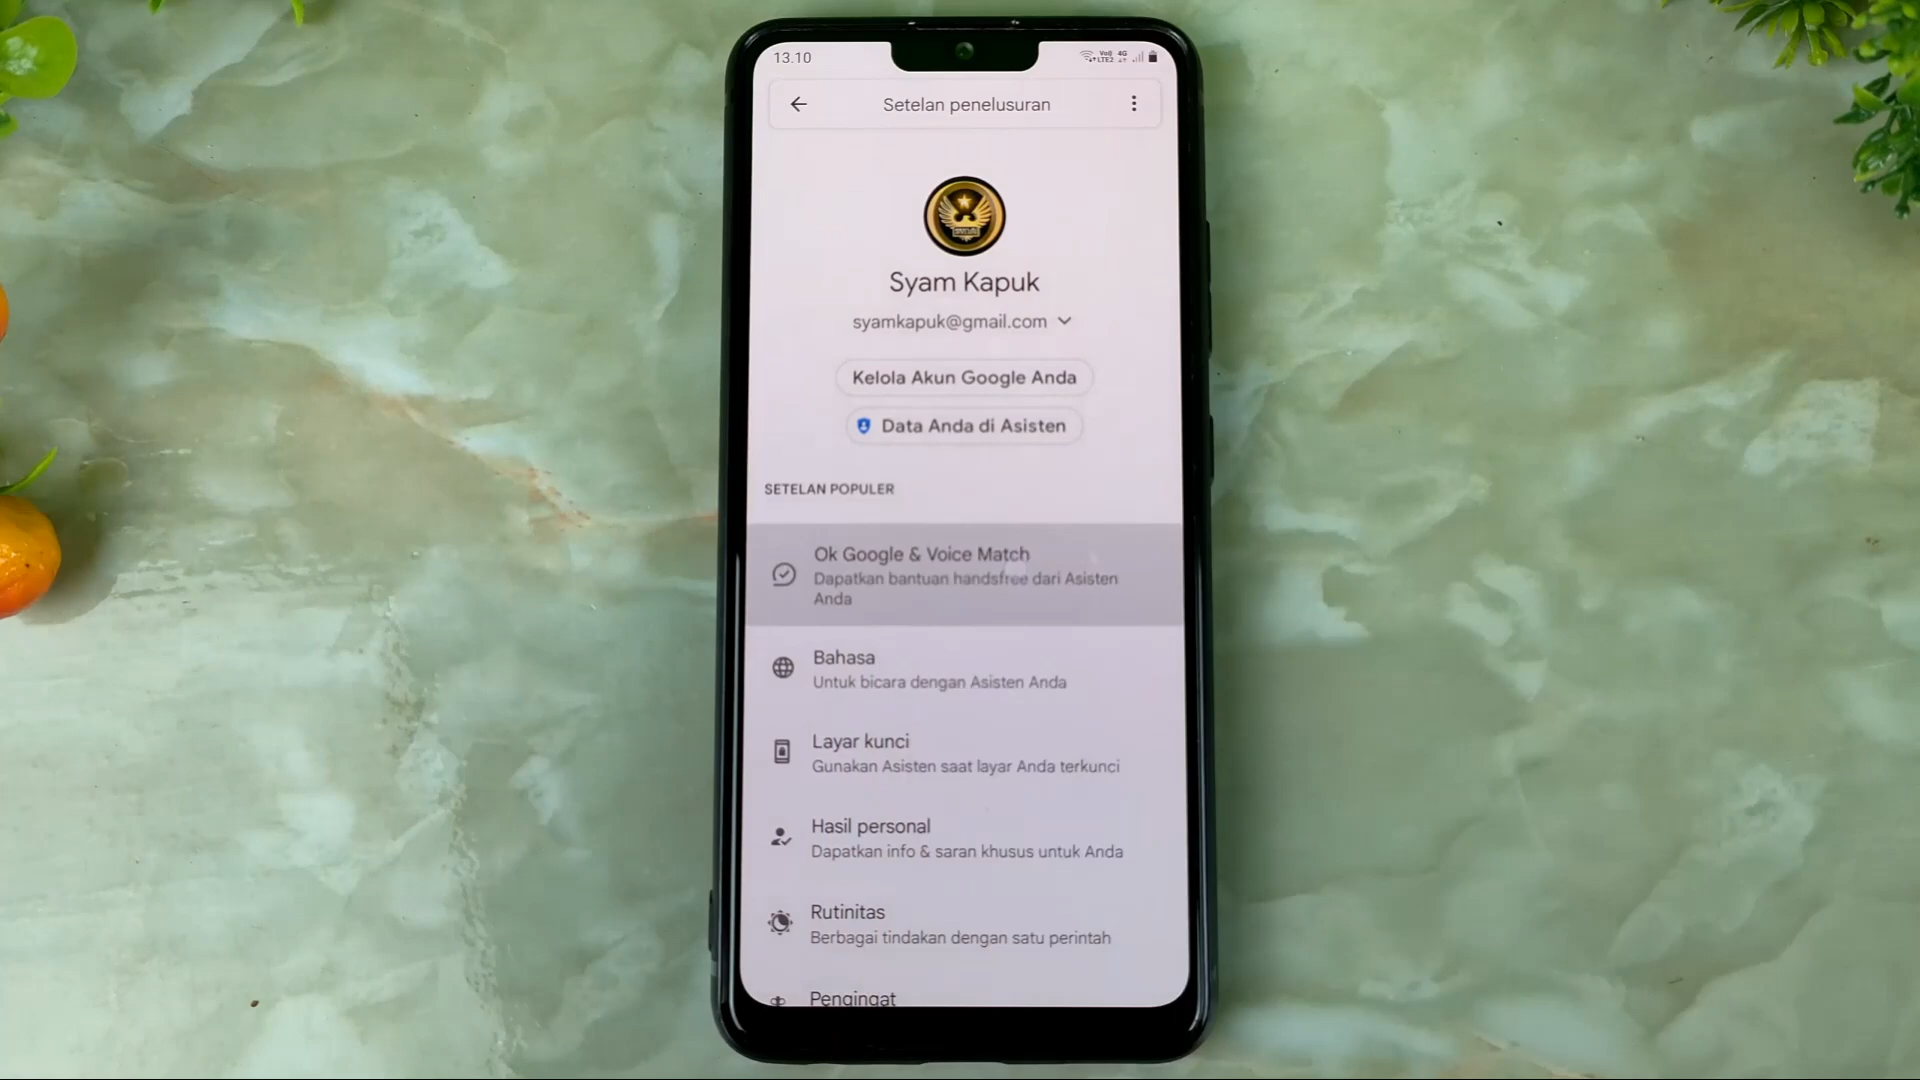 13.10
Setelan penelusuran
Syam Kapuk
syamkapuk@gmail.com
Kelola Akun Google Anda
Data Anda di Asisten
SETELAN POPULER
Ok Google & Voice Match
Dapatkan bantuan handsfree dari Asisten
Anda
Bahasa
Untuk bicara dengan Asisten Anda
Layar kunci
Gunakan Asisten saat layar Anda terkunci
Hasil personal
Dapatkan info & saran khusus untuk Anda
Rutinitas
Berbagai tindakan dengan satu perintah
Pengingat